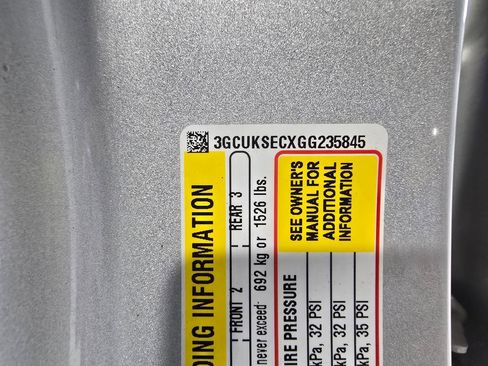 3GCUKSECXGG235845
DING INFORMATION
FRONT 2 REAR 3
never exceed 692 kg or 1526 lbs.
IRE PRESSURE
SEE OWNER'S
MANUAL FOR
ADDITIONAL
INFORMATION
kPa, 32 PSI
kPa, 32 PSI
kPa, 35 PSI